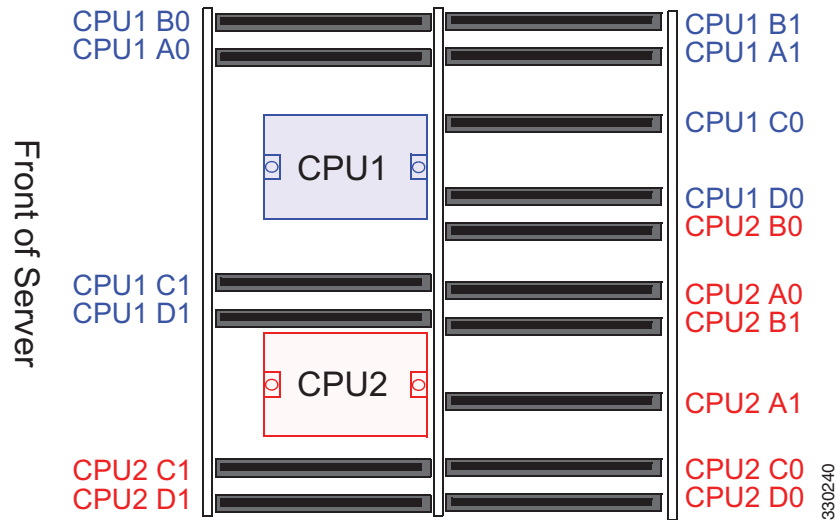 CPU1 B0
CPU1 A0
CPU1 B1
CPU1 A1
CPU1 C0
CPU1
CPU1 D0
CPU2 B0
Front of Server
CPU1 C1
CPU1 D1
CPU2 A0
CPU2 B1
CPU2
CPU2 A1
CPU2 C1
CPU2 D1
CPU2 C0
CPU2 D0
330240